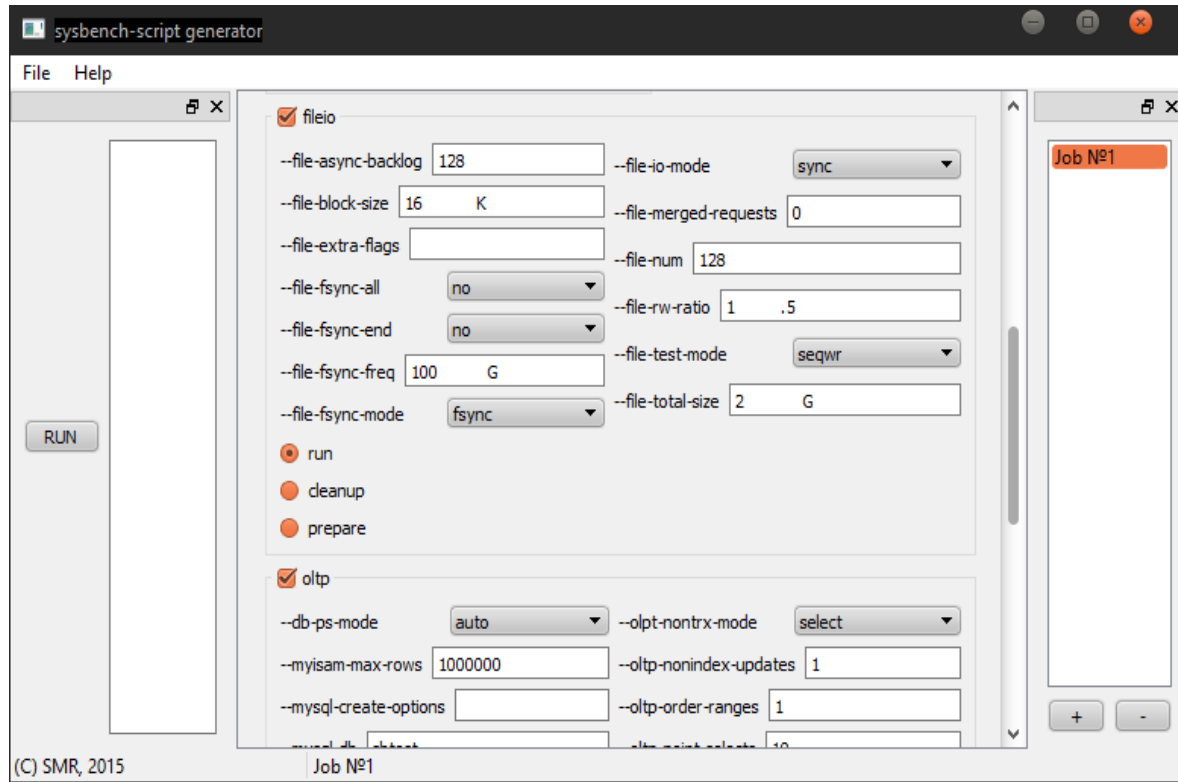 sysbench-script generator
File Help
fileio
--file-async-backlog 128
--file-block-size 16 K
--file-extra-flags
--file-fsync-all no
--file-fsync-end no
--file-fsync-freq 100 G
--file-fsync-mode fsync
--file-io-mode sync
--file-merged-requests 0
--file-num 128
--file-rw-ratio 1 .5
--file-test-mode seqwr
--file-total-size 2 G
run
cleanup
prepare
oltp
--db-ps-mode auto
--myisam-max-rows 1000000
--mysql-create-options
--olpt-nontrx-mode select
--oltp-nonindex-updates 1
--oltp-order-ranges 1
RUN
Job №1
+ -
(C) SMR, 2015
Job №1